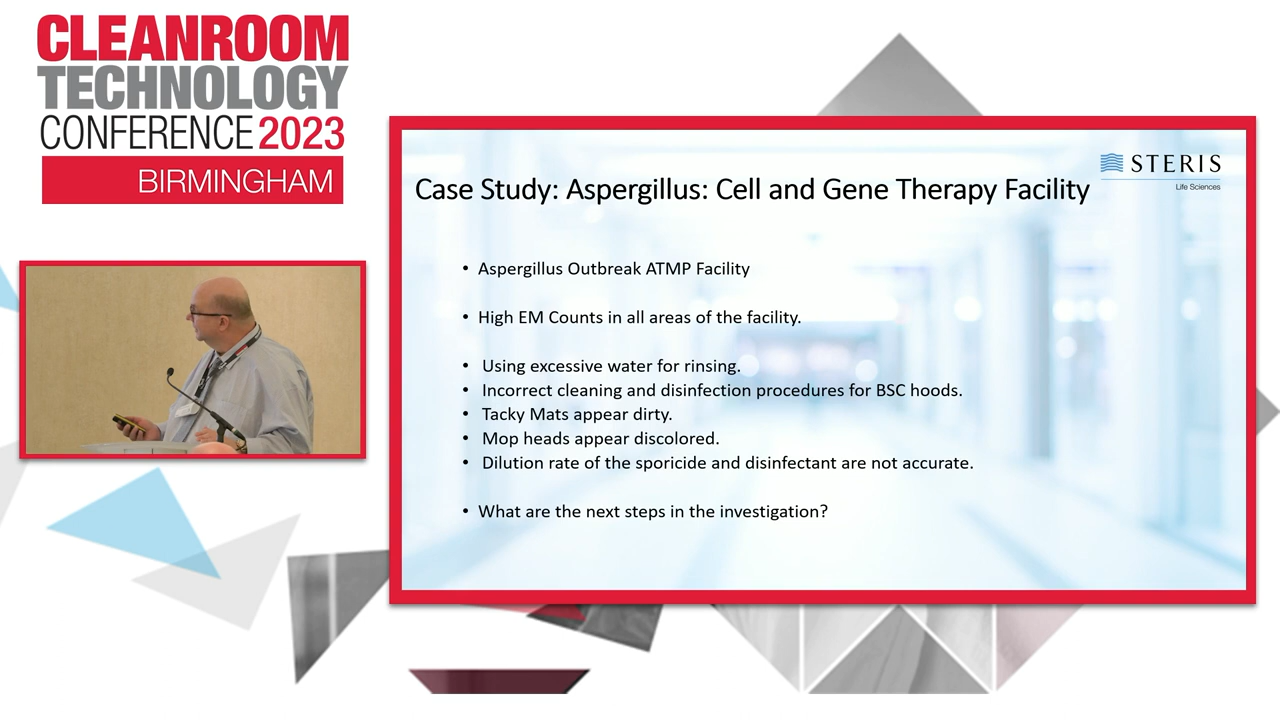 CLEANROOM
TECHNOLOGY
CONFERENCE 2023
BIRMINGHAM
STERIS
Life Sciences
Case Study: Aspergillus: Cell and Gene Therapy Facility
• Aspergillus Outbreak ATMP Facility
• High EM Counts in all areas of the facility.
• Using excessive water for rinsing.
• Incorrect cleaning and disinfection procedures for BSC hoods.
• Tacky Mats appear dirty.
• Mop heads appear discolored.
• Dilution rate of the sporicide and disinfectant are not accurate.
• What are the next steps in the investigation?